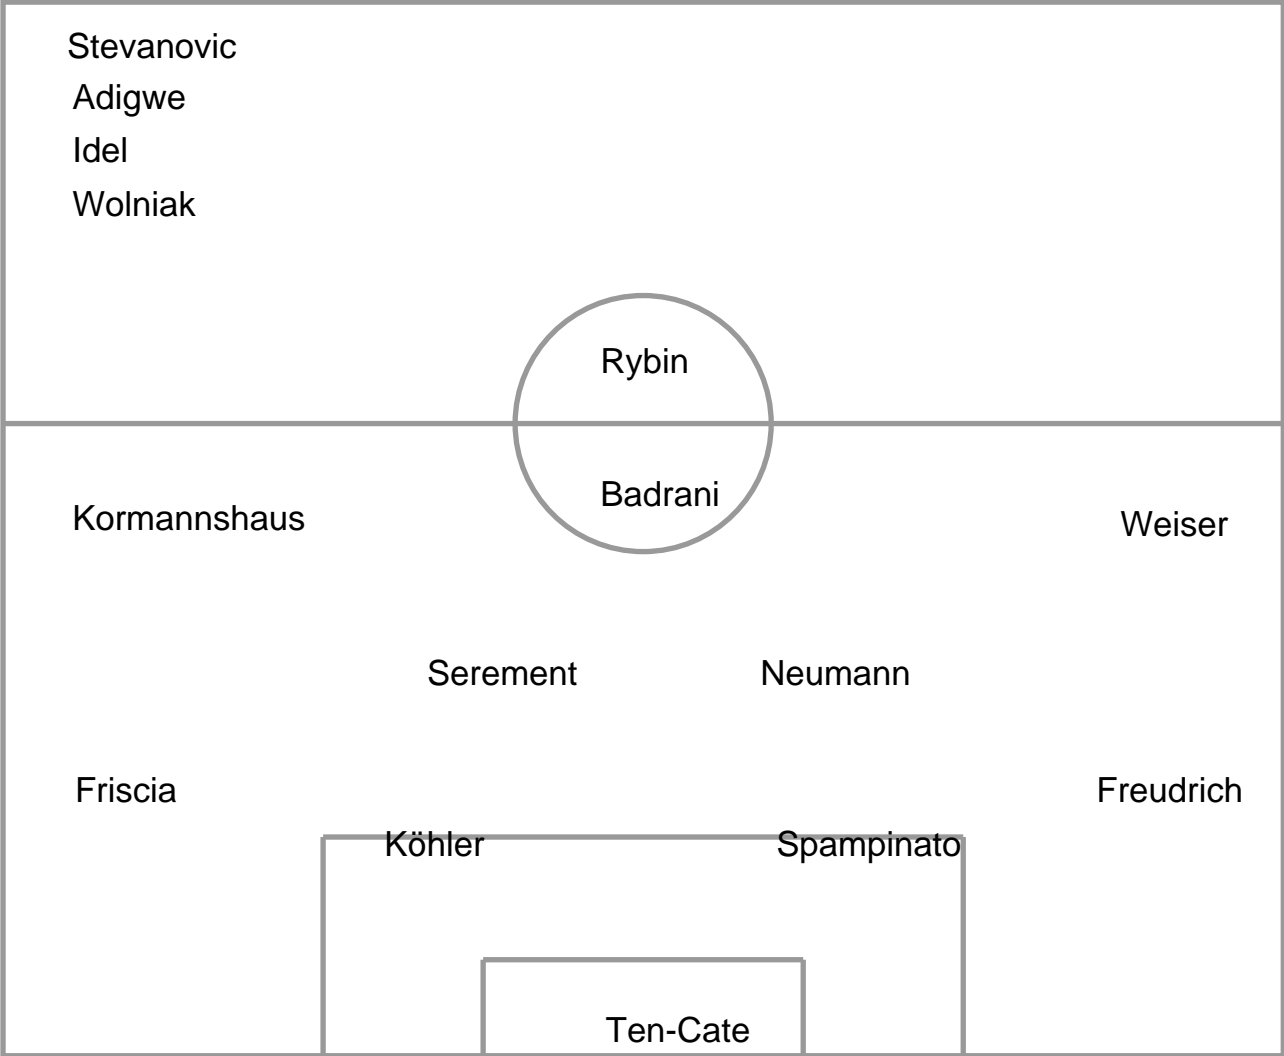 Stevanovic
Adigwe
Idel
Wolniak
Rybin
Badrani
Kormannshaus
Weiser
Serement
Neumann
Friscia
Freudrich
Köhler
Spampinato
Ten-Cate